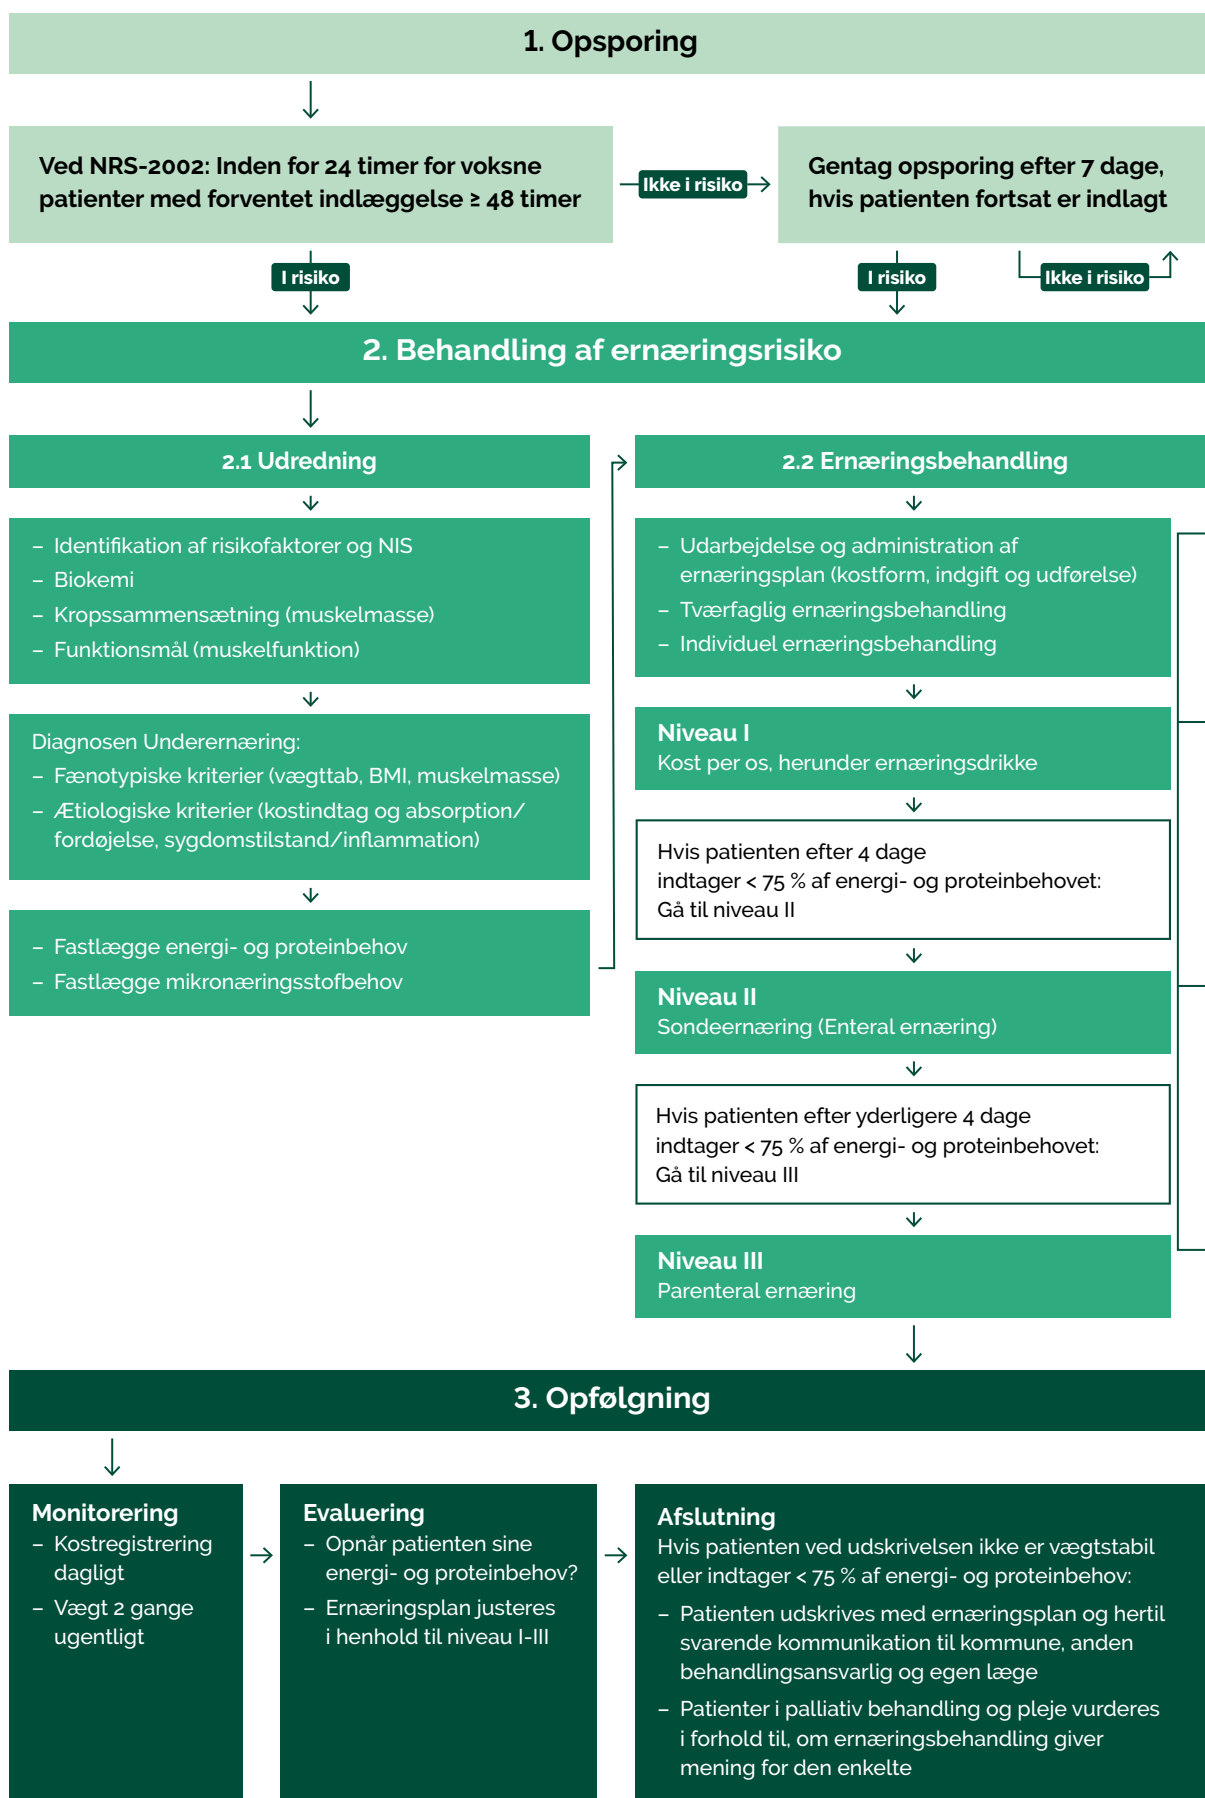 1. Opsporing
Ved NRS-2002: Inden for 24 timer for voksne
patienter med forventet indlæggelse ≥ 48 timer
Ikke i risiko
Gentag opsporing efter 7 dage,
hvis patienten fortsat er indlagt
I risiko
I risiko
Ikke i risiko
2. Behandling af ernæringsrisiko
2.1 Udredning
– Identifikation af risikofaktorer og NIS
– Biokemi
– Kropssammensætning (muskelmasse)
– Funktionsmål (muskelfunktion)
Diagnosen Underernæring:
– Fænotypiske kriterier (vægttab, BMI, muskelmasse)
– Ætiologiske kriterier (kostindtag og absorption/
fordøjelse, sygdomstilstand/inflammation)
– Fastlægge energi- og proteinbehov
– Fastlægge mikronæringsstofbehov
2.2 Ernæringsbehandling
– Udarbejdelse og administration af
ernæringsplan (kostform, indgift og udførelse)
– Tværfaglig ernæringsbehandling
– Individuel ernæringsbehandling
Niveau I
Kost per os, herunder ernæringsdrikke
Hvis patienten efter 4 dage
indtager < 75 % af energi- og proteinbehovet:
Gå til niveau II
Niveau II
Sondeernæring (Enteral ernæring)
Hvis patienten efter yderligere 4 dage
indtager < 75 % af energi- og proteinbehovet:
Gå til niveau III
Niveau III
Parenteral ernæring
3. Opfølgning
Monitorering
– Kostregistrering
dagligt
– Vægt 2 gange
ugentligt
Evaluering
– Opnår patienten sine
energi- og proteinbehov?
– Ernæringsplan justeres
i henhold til niveau I-III
Afslutning
Hvis patienten ved udskrivelsen ikke er vægtstabil
eller indtager < 75 % af energi- og proteinbehov:
– Patienten udskrives med ernæringsplan og hertil
svarende kommunikation til kommune, anden
behandlingsansvarlig og egen læge
– Patienter i palliativ behandling og pleje vurderes
i forhold til, om ernæringsbehandling giver
mening for den enkelte